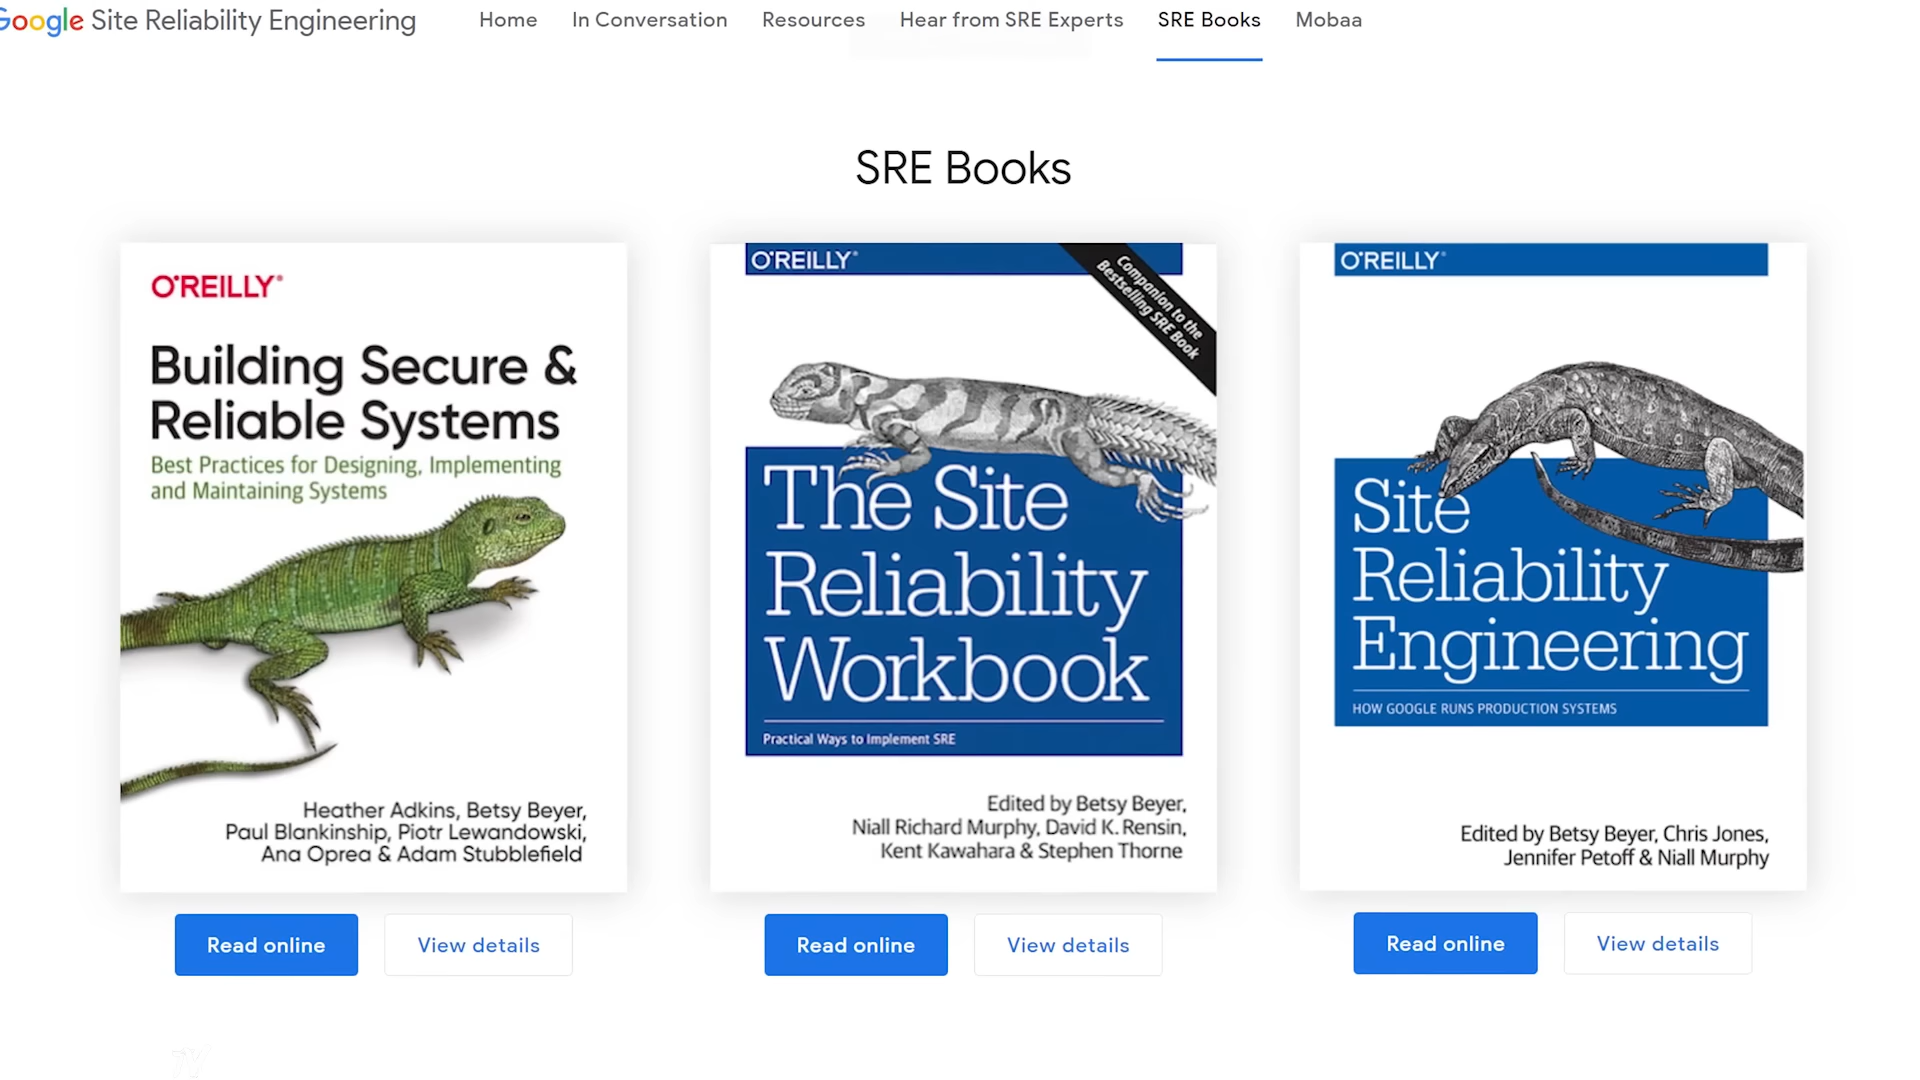 Google Site Reliability Engineering Home In Conversation Resources Hear from SRE Experts SRE Books Mobaa
SRE Books
O'REILLY®
Building Secure &
Reliable Systems
Best Practices for Designing, Implementing
and Maintaining Systems
Heather Adkins, Betsy Beyer,
Paul Blankinship, Piotr Lewandowski,
Ana Oprea & Adam Stubblefield
Read online View details
O'REILLY®
Companion to the
Bestselling SRE Book
The Site
Reliability
Workbook
Practical Ways to Implement SRE
Edited by Betsy Beyer,
Niall Richard Murphy, David K. Rensin,
Kent Kawahara & Stephen Thorne
Read online View details
O'REILLY®
Site
Reliability
Engineering
HOW GOOGLE RUNS PRODUCTION SYSTEMS
Edited by Betsy Beyer, Chris Jones,
Jennifer Petoff & Niall Murphy
Read online View details